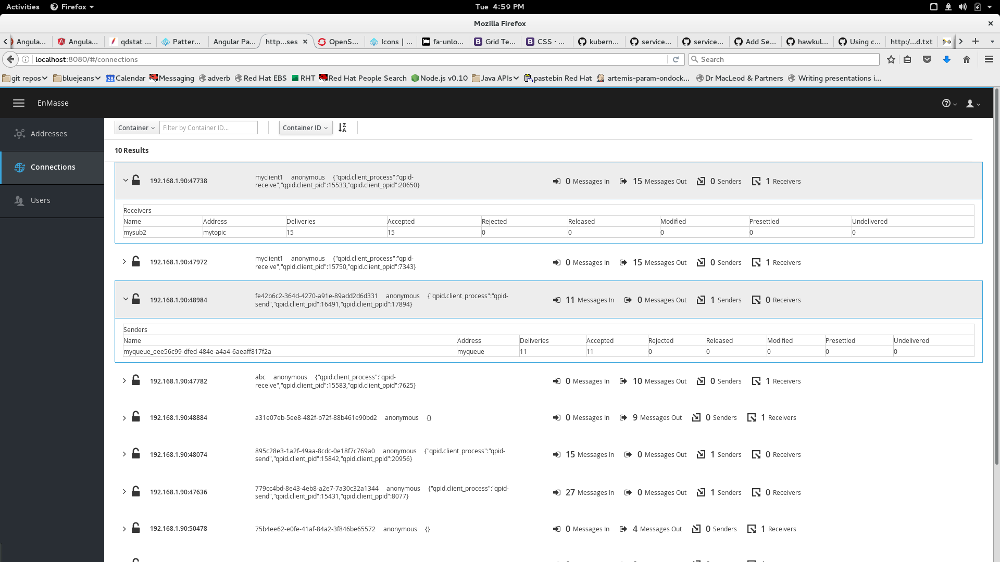 Activities Firefox Tue 4:59 PM
Mozilla Firefox
Angula... Angula... qdstat ... Patter... Angular Pa... http...ses OpenS... Icons | ... fa-unlo... Grid Te... CSS · ... kubern... service... service... Add Se... hawkul... Using c... http:/...d.txt
localhost:8080/#/connections Search
git repos bluejeans 28 Calendar Messaging adverb Red Hat EBS RHT Red Hat People Search Node.js v0.10 Java APIs pastebin Red Hat artemis-param-ondock... Dr MacLeod & Partners Writing presentations i...
EnMasse
Addresses
Connections
Users
Container Filter by Container ID... Container ID
10 Results
192.168.1.90:47738 myclient1 anonymous {"qpid.client_process":"qpid-
receive","qpid.client_pid":15533,"qpid.client_ppid":20650} 0 Messages In 15 Messages Out 0 Senders 1 Receivers
Receivers
Name Address Deliveries Accepted Rejected Released Modified Presettled Undelivered
mysub2 mytopic 15 15 0 0 0 0 0
192.168.1.90:47972 myclient1 anonymous {"qpid.client_process":"qpid-
receive","qpid.client_pid":15750,"qpid.client_ppid":7343} 0 Messages In 15 Messages Out 0 Senders 1 Receivers
192.168.1.90:48984 fe42b6c2-364d-4270-a91e-89add2d6d331 anonymous {"qpid.client_process":"qpid-
send","qpid.client_pid":16491,"qpid.client_ppid":17894} 11 Messages In 0 Messages Out 1 Senders 0 Receivers
Senders
Name Address Deliveries Accepted Rejected Released Modified Presettled Undelivered
myqueue_eee56c99-dfed-484e-a4a4-6aeaff817f2a myqueue 11 11 0 0 0 0 0
192.168.1.90:47782 abc anonymous {"qpid.client_process":"qpid-
receive","qpid.client_pid":15583,"qpid.client_ppid":7625} 0 Messages In 10 Messages Out 0 Senders 1 Receivers
192.168.1.90:48884 a31e07eb-5ee8-482f-b72f-88b461e90bd2 anonymous {} 0 Messages In 9 Messages Out 0 Senders 1 Receivers
192.168.1.90:48074 895c28e3-1a2f-49aa-8cdc-0e18f7c769a0 anonymous {"qpid.client_process":"qpid-
send","qpid.client_pid":15842,"qpid.client_ppid":20956} 15 Messages In 0 Messages Out 1 Senders 0 Receivers
192.168.1.90:47636 779cc4bd-8e43-4eb8-a2e7-7a30c32a1344 anonymous {"qpid.client_process":"qpid-
send","qpid.client_pid":15431,"qpid.client_ppid":8077} 27 Messages In 0 Messages Out 1 Senders 0 Receivers
192.168.1.90:50478 75b4ee62-e0fe-41af-84a2-3f846be65572 anonymous {} 0 Messages In 4 Messages Out 0 Senders 1 Receivers